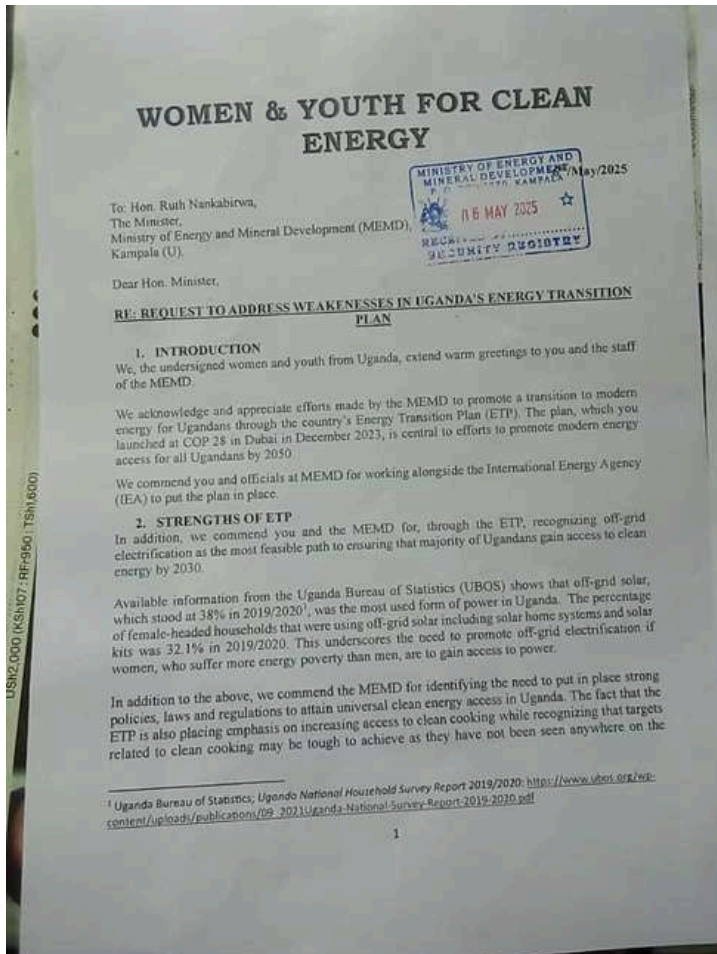 WOMEN & YOUTH FOR CLEAN
ENERGY
MINISTRY OF ENERGY AND
MINERAL DEVELOPMENT
KAMPALA
/May/2025
06 MAY 2025
SECURITY REGISTRY
To: Hon. Ruth Nankabirwa,
The Minister,
Ministry of Energy and Mineral Development (MEMD),
Kampala (U).
Dear Hon. Minister,
RE: REQUEST TO ADDRESS WEAKENESSES IN UGANDA'S ENERGY TRANSITION
PLAN
1. INTRODUCTION
We, the undersigned women and youth from Uganda, extend warm greetings to you and the staff
of the MEMD.
We acknowledge and appreciate efforts made by the MEMD to promote a transition to modern
energy for Ugandans through the country's Energy Transition Plan (ETP). The plan, which you
launched at COP 28 in Dubai in December 2023, is central to efforts to promote modern energy
access for all Ugandans by 2050
We commend you and officials at MEMD for working alongside the International Energy Agency
(IEA) to put the plan in place.
2. STRENGTHS OF ETP
In addition, we commend you and the MEMD for, through the ETP, recognizing off-grid
electrification as the most feasible path to ensuring that majority of Ugandans gain access to clean
energy by 2030.
Available information from the Uganda Bureau of Statistics (UBOS) shows that off-grid solar,
which stood at 38% in 2019/2020¹, was the most used form of power in Uganda. The percentage
of female-headed households that were using off-grid solar including solar home systems and solar
kits was 32.1% in 2019/2020. This underscores the need to promote off-grid electrification if
women, who suffer more energy poverty than men, are to gain access to power.
In addition to the above, we commend the MEMD for identifying the need to put in place strong
policies, laws and regulations to attain universal clean energy access in Uganda. The fact that the
ETP is also placing emphasis on increasing access to clean cooking while recognizing that targets
related to clean cooking may be tough to achieve as they have not been seen anywhere on the
¹ Uganda Bureau of Statistics; Uganda National Household Survey Report 2019/2020: https://www.ubos.org/wp-
content/uploads/publications/09_2021Uganda-National-Survey-Report-2019-2020.pdf
1
USh2,000 (KSh107 : RFr950 : TSh1,600)